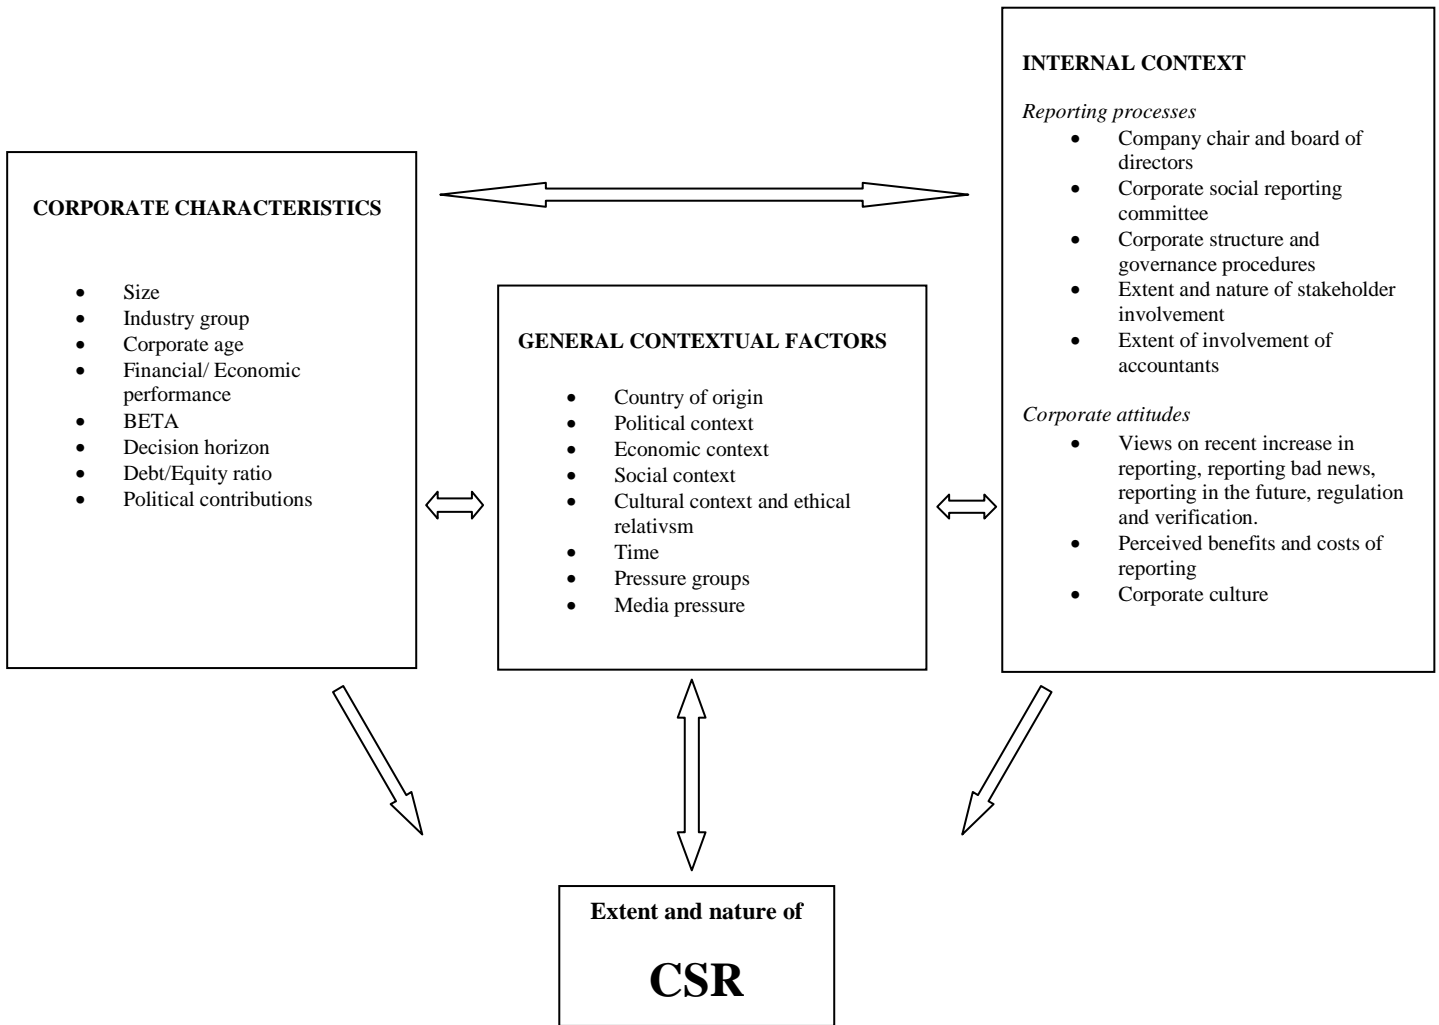 CORPORATE CHARACTERISTICS
• Size
• Industry group
• Corporate age
• Financial/ Economic
performance
• BETA
• Decision horizon
• Debt/Equity ratio
• Political contributions
GENERAL CONTEXTUAL FACTORS
• Country of origin
• Political context
• Economic context
• Social context
• Cultural context and ethical
relativsm
• Time
• Pressure groups
• Media pressure
INTERNAL CONTEXT
Reporting processes
• Company chair and board of
directors
• Corporate social reporting
committee
• Corporate structure and
governance procedures
• Extent and nature of stakeholder
involvement
• Extent of involvement of
accountants
Corporate attitudes
• Views on recent increase in
reporting, reporting bad news,
reporting in the future, regulation
and verification.
• Perceived benefits and costs of
reporting
• Corporate culture
Extent and nature of
CSR